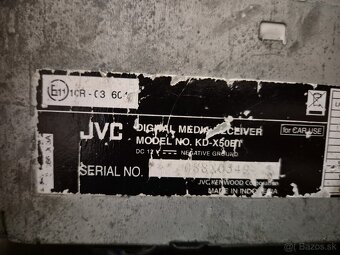 E11 10R - 03 60
JVC
DIGITAL MEDIA RECEIVER
MODEL NO. KD-X50BT
for CAR USE
DC 12 V NEGATIVE GROUND
SERIAL NO.
JVC KENWOOD Corporation
MADE IN INDONESIA
Bazos.sk